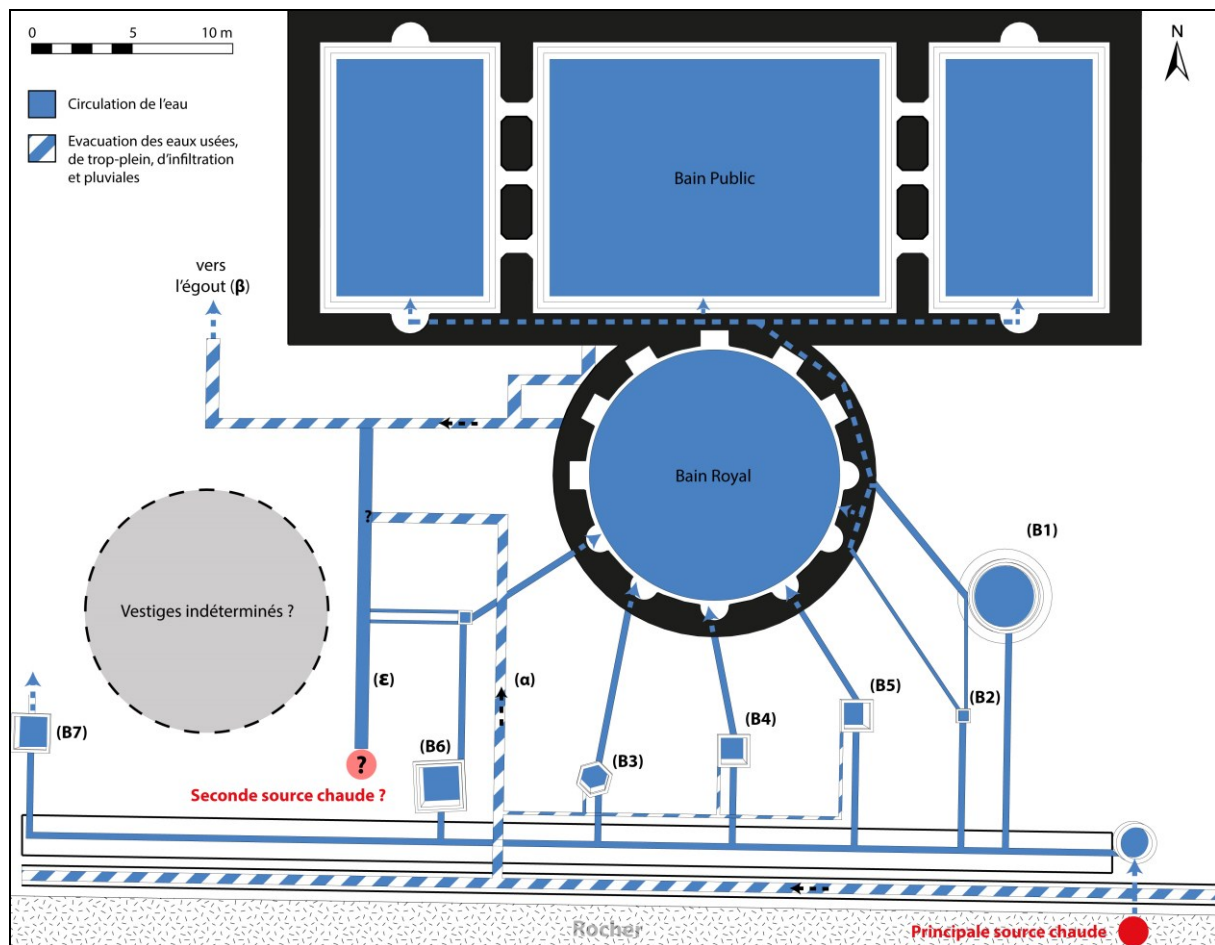 0 5 10 m
N
Circulation de l'eau
Evacuation des eaux usées,
de trop-plein, d'infiltration
et pluviales
Bain Public
vers
l'égout (β)
Bain Royal
(B1)
?
Vestiges indéterminés ?
(ε)
(α)
(B5)
(B2)
(B7)
(B4)
(B6)
(B3)
?
Seconde source chaude ?
Rocher
Principale source chaude